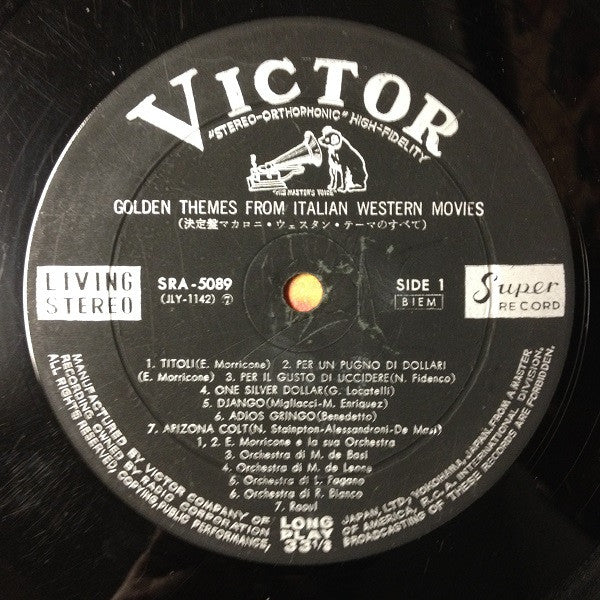 VICTOR
"STEREO-ORTHOPHONIC" HIGH-FIDELITY
"HIS MASTER'S VOICE"
GOLDEN THEMES FROM ITALIAN WESTERN MOVIES
(決定盤マカロニ・ウェスタン・テーマのすべて)
LIVING STEREO
SRA-5089
(JLY-1142) ⑦
SIDE 1
BIEM
Super RECORD
1. TITOLI(E. Morricone) 2. PER UN PUGNO DI DOLLARI
(E. Morricone) 3. PER IL GUSTO DI UCCIDERE(N. Fidenco)
4. ONE SILVER DOLLAR(G. Locatelli)
5. DJANGO(Migliacci-M. Enriquez)
6. ADIOS GRINGO(Benedetto)
7. ARIZONA COLT(N. Stainpton-Alessandroni-De Masi)
1, 2. E. Morricone e la sua Orchestra
3. Orchestra di M. de Basi
4. Orchestra di M. de Leone
5. Orchestra di L. Pagano
6. Orchestra di R. Bianco
7. Raoul
LONG PLAY 33 1/3
MANUFACTURED BY VICTOR COMPANY OF JAPAN, LTD., YOKOHAMA, JAPAN, FROM A MASTER
RECORDING OWNED BY RADIO CORPORATION OF AMERICA, R.C.A. INTERNATIONAL DIVISION.
ALL RIGHTS RESERVED, COPYING, PUBLIC PERFORMANCE, BROADCASTING OF THESE RECORDS ARE FORBIDDEN.